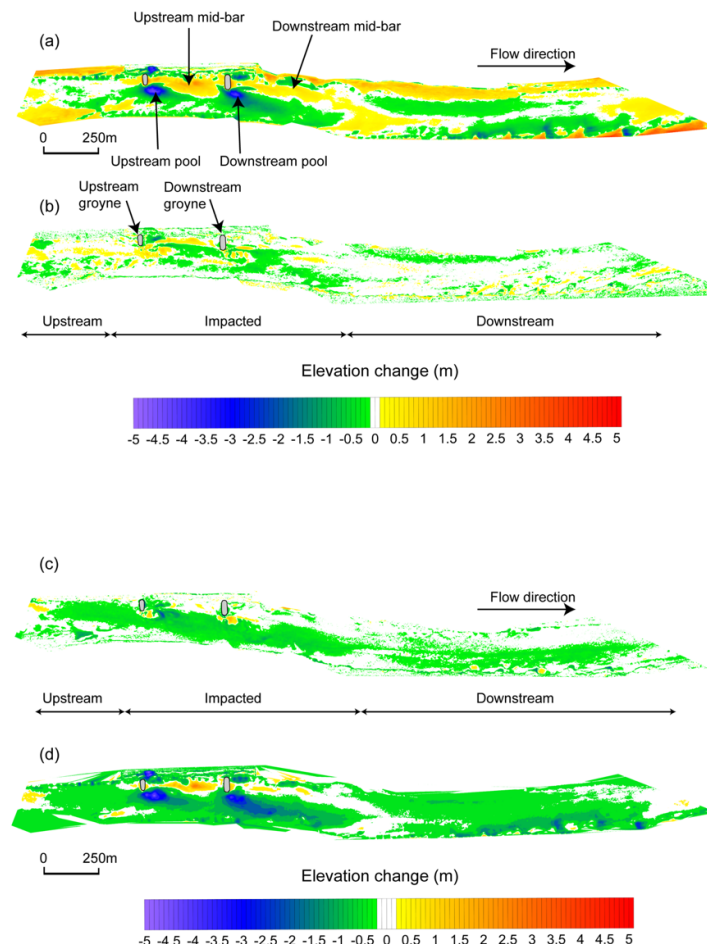 Upstream mid-bar
Downstream mid-bar
(a)
Flow direction
0 250m
Upstream pool Downstream pool
Upstream
groyne
Downstream
groyne
(b)
Upstream Impacted Downstream
Elevation change (m)
-5 -4.5 -4 -3.5 -3 -2.5 -2 -1.5 -1 -0.5 0 0.5 1 1.5 2 2.5 3 3.5 4 4.5 5
(c)
Flow direction
Upstream Impacted Downstream
(d)
0 250m
Elevation change (m)
-5 -4.5 -4 -3.5 -3 -2.5 -2 -1.5 -1 -0.5 0 0.5 1 1.5 2 2.5 3 3.5 4 4.5 5